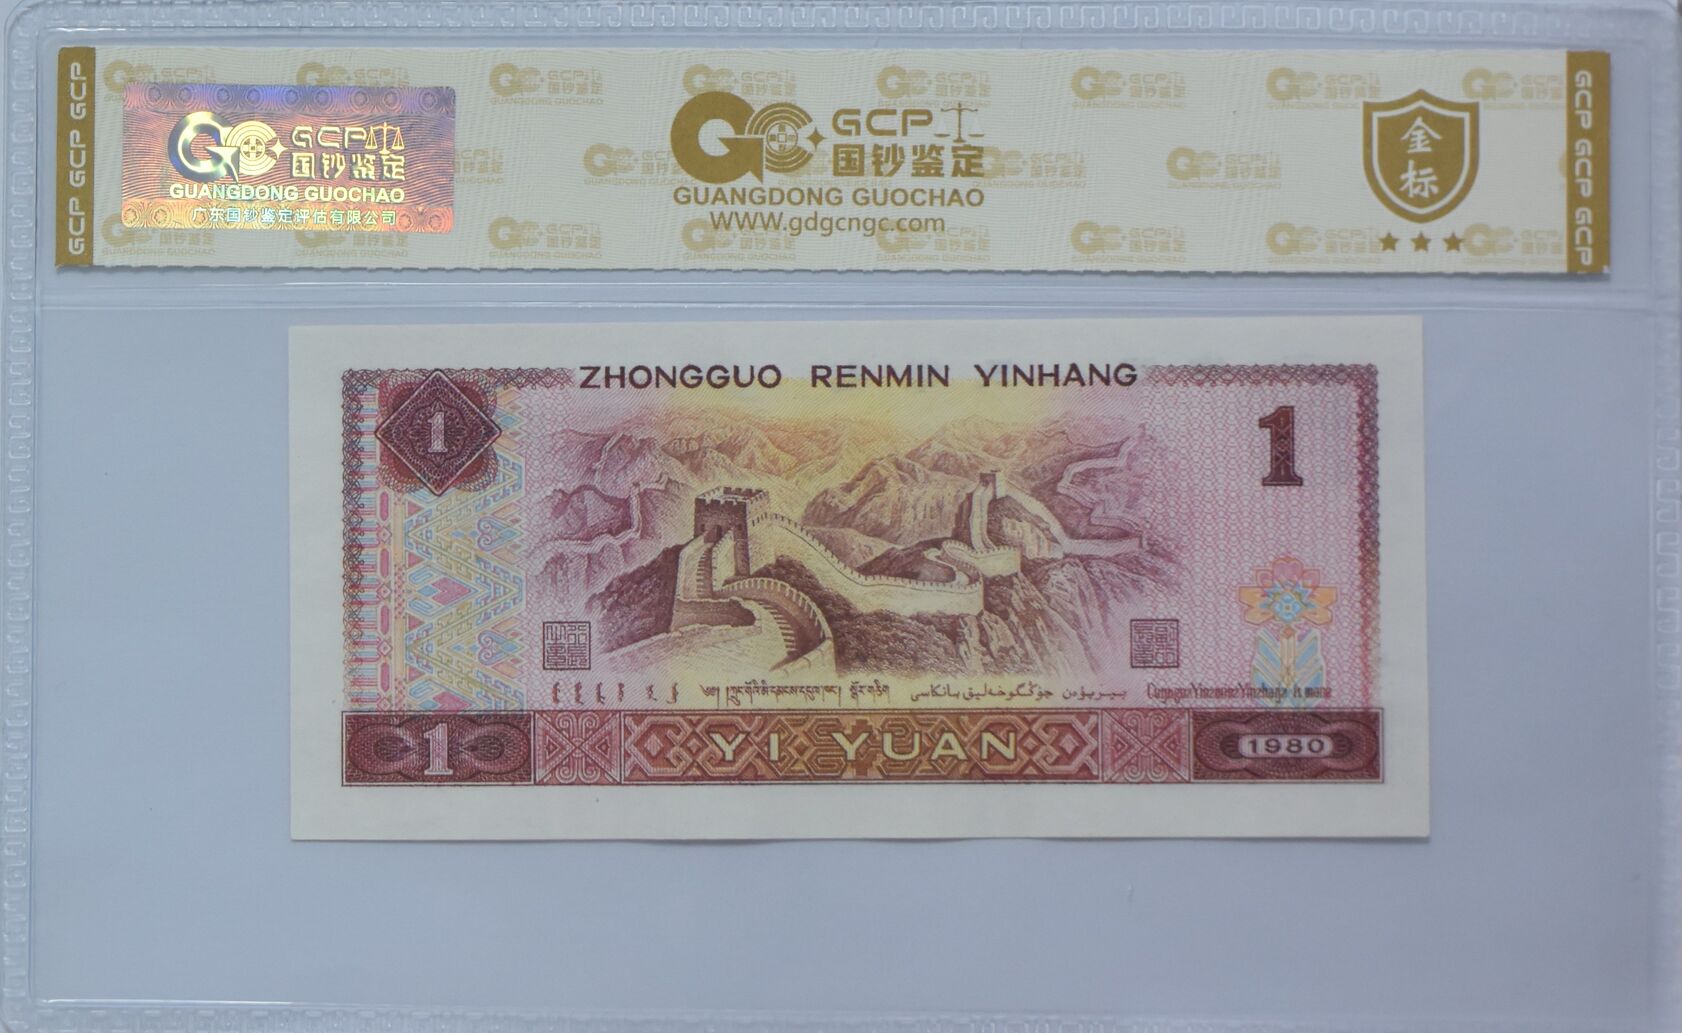 GCP GCP GCP
GCP
国钞鉴定
GUANGDONG GUOCHAO
广东国钞鉴定评估有限公司
GCP
国钞鉴定
GUANGDONG GUOCHAO
WWW.gdgcngc.com
金
标
GCP GCP GCP
ZHONGGUO RENMIN YINHANG
1
1
1
YI YUAN
1980